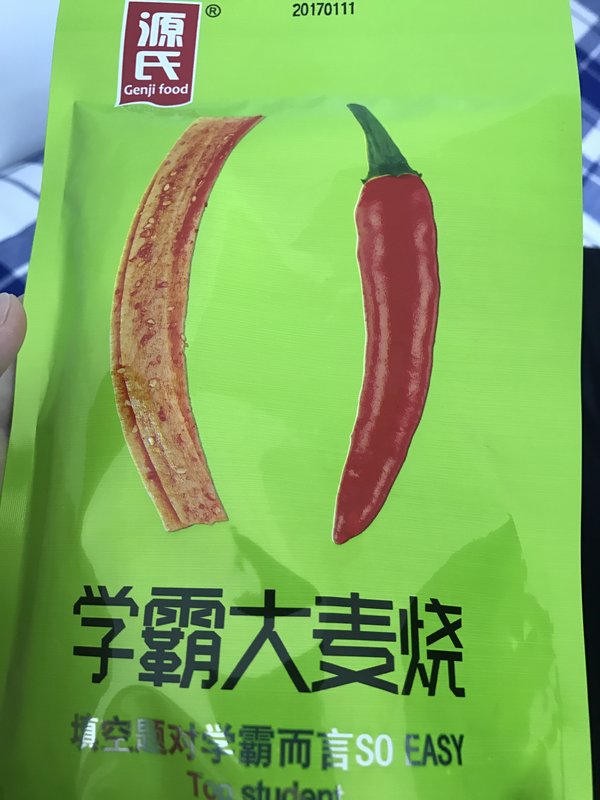 源氏®
Genji food
20170111
学霸大麦烧
填空题对学霸而言SO EASY
Top student